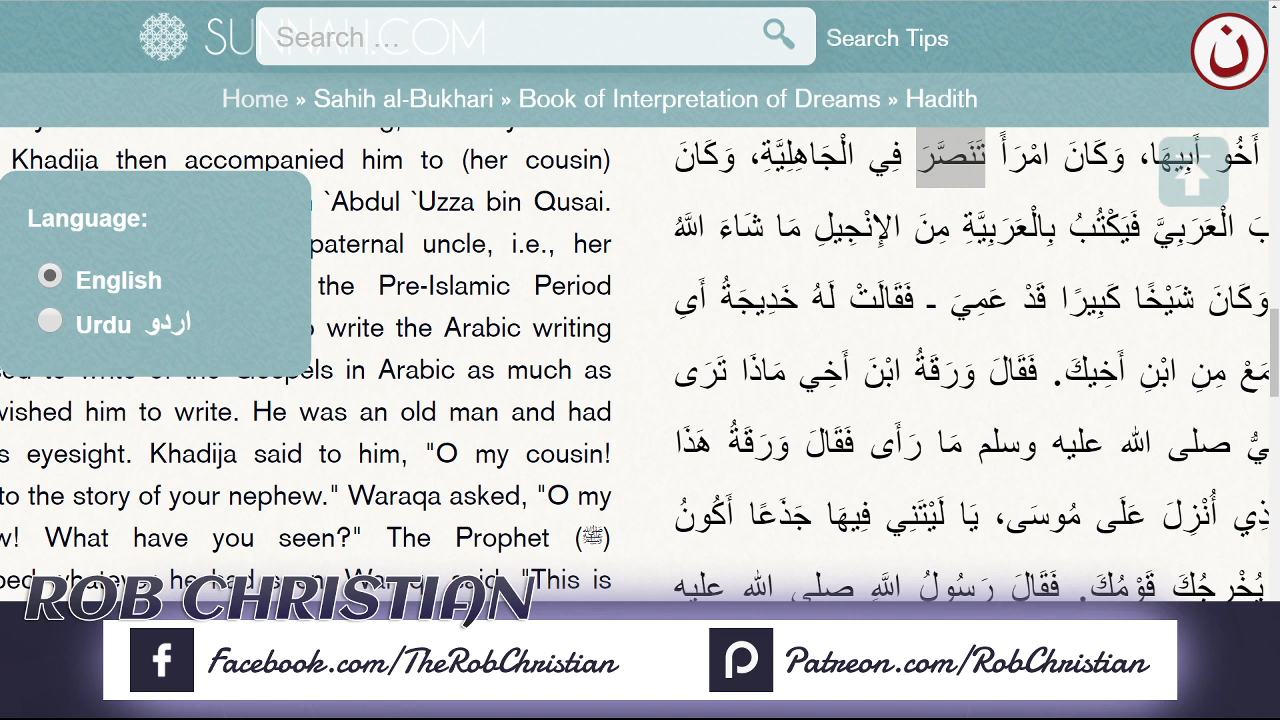 SUNNAH.COM
Search ...
Search Tips
ن
Home » Sahih al-Bukhari » Book of Interpretation of Dreams » Hadith
Khadija then accompanied him to (her cousin)
`Abdul `Uzza bin Qusai.
paternal uncle, i.e., her
the Pre-Islamic Period
write the Arabic writing
Gospels in Arabic as much as
wished him to write. He was an old man and had
eyesight. Khadija said to him, "O my cousin!
to the story of your nephew." Waraqa asked, "O my
What have you seen?" The Prophet (ﷺ)
"This is
Language:
English
Urdu اردو
أَخُو أَبِيهَا، وَكَانَ امْرَأً تَنَصَّرَ فِي الْجَاهِلِيَّةِ، وَكَانَ
الْعَرَبِيَّ فَيَكْتُبُ بِالْعَرَبِيَّةِ مِنَ الإِنْجِيلِ مَا شَاءَ اللَّهُ
وَكَانَ شَيْخًا كَبِيرًا قَدْ عَمِيَ ـ فَقَالَتْ لَهُ خَدِيجَةُ أَىِ
مِنِ ابْنِ أَخِيكَ. فَقَالَ وَرَقَةُ ابْنَ أَخِي مَاذَا تَرَى
صلى الله عليه وسلم مَا رَأَى فَقَالَ وَرَقَةُ هَذَا
أُنْزِلَ عَلَى مُوسَى، يَا لَيْتَنِي فِيهَا جَذَعًا أَكُونُ
يُخْرِجُكَ قَوْمُكَ. فَقَالَ رَسُولُ اللَّهِ صلى الله عليه
ROB CHRISTIAN
f Facebook.com/TheRobChristian
Patreon.com/RobChristian